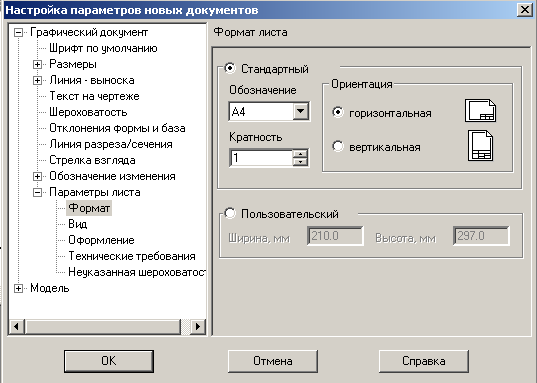 Настройка параметров новых документов
Графический документ
Шрифт по умолчанию
Размеры
Линия - выноска
Текст на чертеже
Шероховатость
Отклонения формы и база
Линия разреза/сечения
Стрелка взгляда
Обозначение изменения
Параметры листа
Формат
Вид
Оформление
Технические требования
Неуказанная шероховатос
Модель
Формат листа
Стандартный
Обозначение
A4
Кратность
1
Ориентация
горизонтальная
вертикальная
Пользовательский
Ширина, мм 210.0 Высота, мм 297.0
OK Отмена Справка